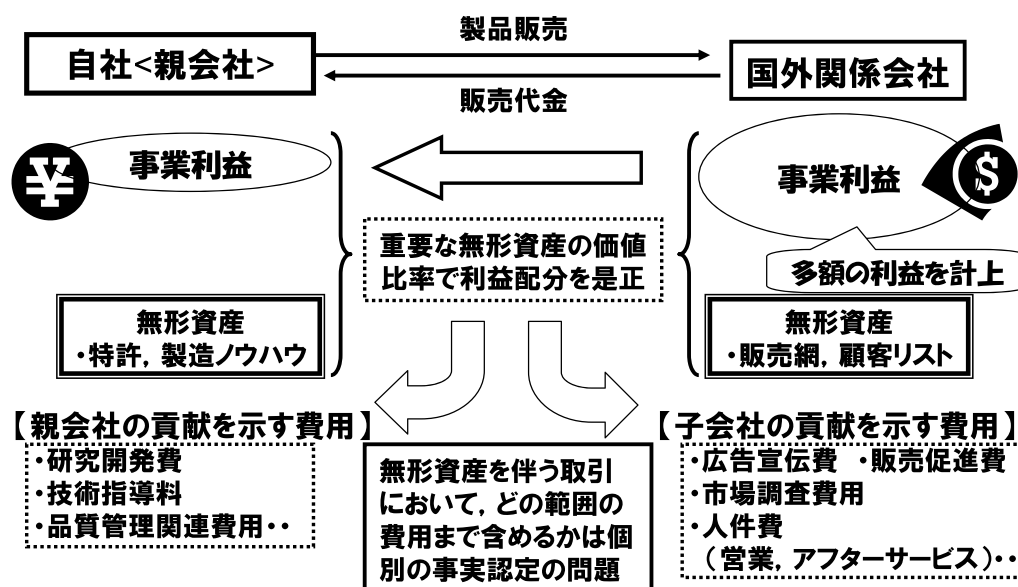 製品販売
自社<親会社>
国外関係会社
販売代金
¥
事業利益
事業利益
$
重要な無形資産の価値
比率で利益配分を是正
多額の利益を計上
無形資産
・特許，製造ノウハウ
無形資産
・販売網，顧客リスト
【親会社の貢献を示す費用】
・研究開発費
・技術指導料
・品質管理関連費用・・
無形資産を伴う取引
において，どの範囲の
費用まで含めるかは個
別の事実認定の問題
【子会社の貢献を示す費用】
・広告宣伝費　・販売促進費
・市場調査費用
・人件費
（営業，アフターサービス）・・